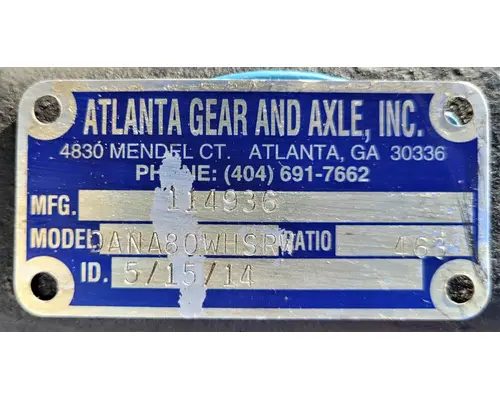 ATLANTA GEAR AND AXLE, INC.
4830 MENDEL CT. ATLANTA, GA 30336
PHONE: (404) 691-7662
MFG. 114936
MODEL DANA80WHSRW RATIO 463
ID. 5/15/14